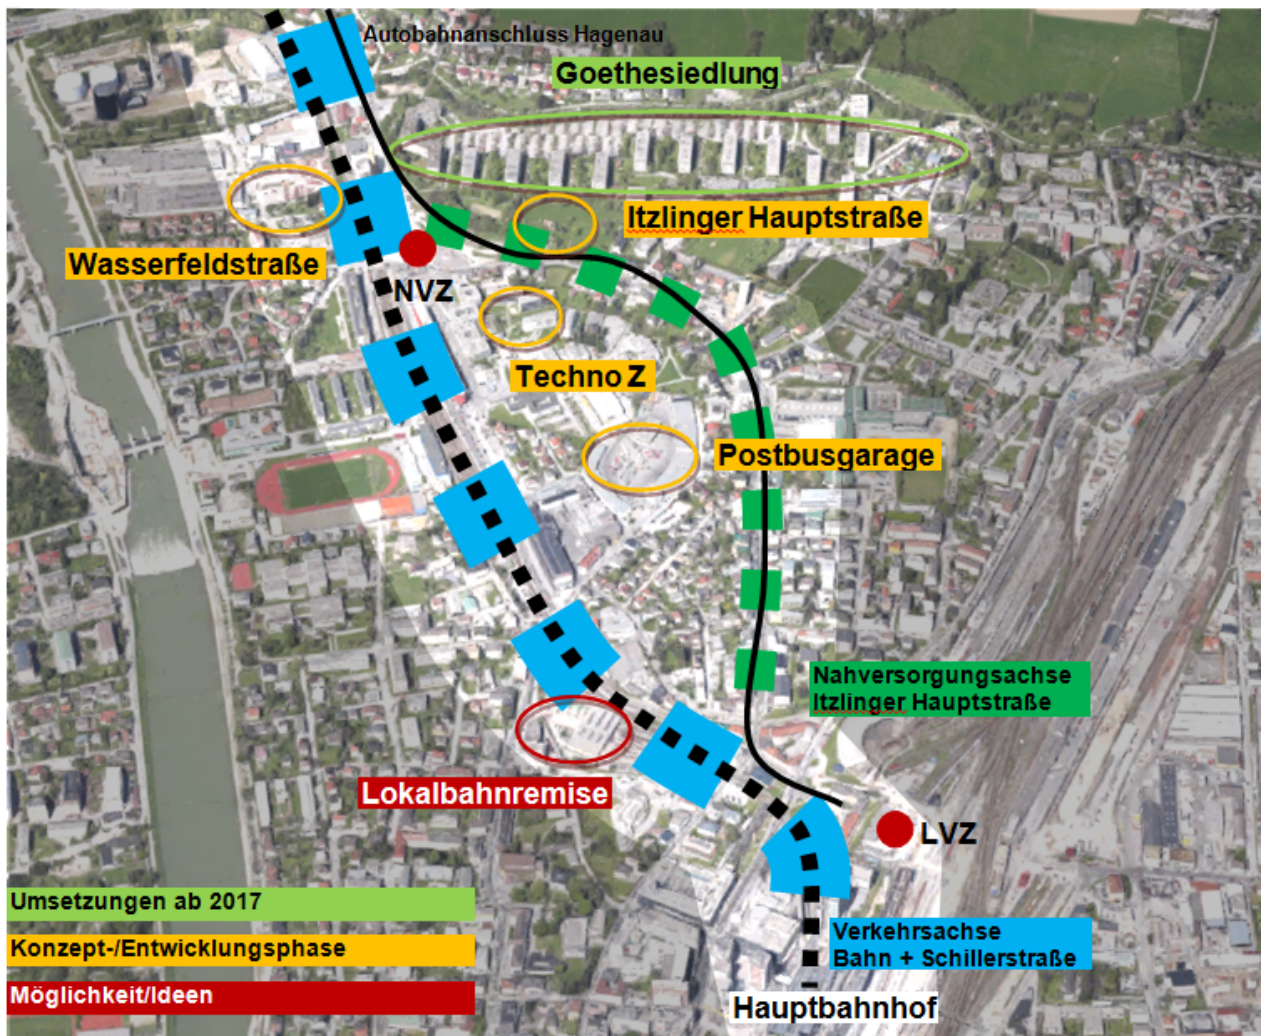 Autobahnanschluss Hagenau
Goethesiedlung
Itzlinger Hauptstraße
Wasserfeldstraße
NVZ
Techno Z
Postbusgarage
Nahversorgungsachse
Itzlinger Hauptstraße
Lokalbahnremise
LVZ
Umsetzungen ab 2017
Konzept-/Entwicklungsphase
Möglichkeit/Ideen
Verkehrsachse
Bahn + Schillerstraße
Hauptbahnhof